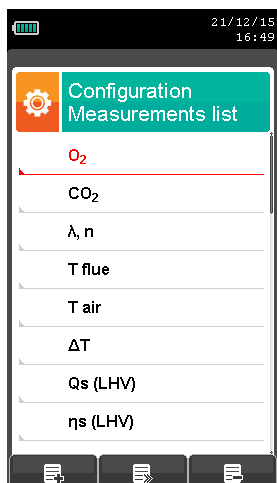 21/12/15
16:49
Configuration
Measurements list
O₂
CO₂
λ, n
T flue
T air
ΔT
Qs (LHV)
ηs (LHV)